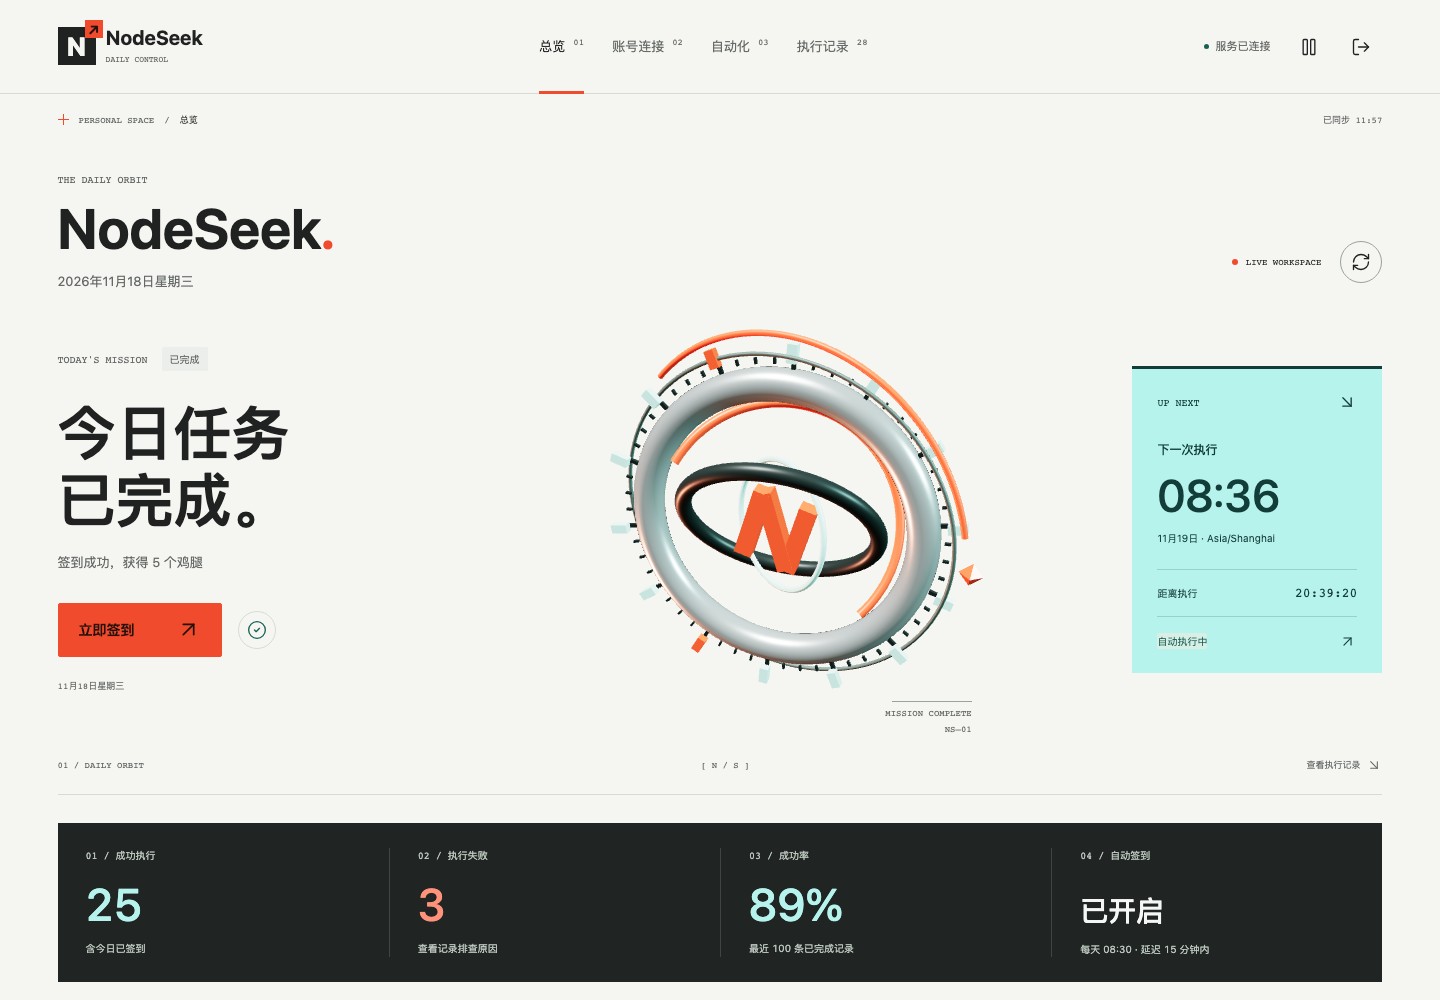 N NodeSeek
DAILY CONTROL
总览 01
账号连接 02
自动化 03
执行记录 28
服务已连接
PERSONAL SPACE / 总览
已同步 11:57
THE DAILY ORBIT
NodeSeek.
2026年11月18日星期三
LIVE WORKSPACE
TODAY'S MISSION 已完成
今日任务
已完成。
签到成功，获得 5 个鸡腿
立即签到
11月18日星期三
N
MISSION COMPLETE
NS—01
UP NEXT
下一次执行
08:36
11月19日 · Asia/Shanghai
距离执行 20:39:20
自动执行中
01 / DAILY ORBIT
[ N / S ]
查看执行记录
01 / 成功执行
25
含今日已签到
02 / 执行失败
3
查看记录排查原因
03 / 成功率
89%
最近 100 条已完成记录
04 / 自动签到
已开启
每天 08:30 · 延迟 15 分钟内